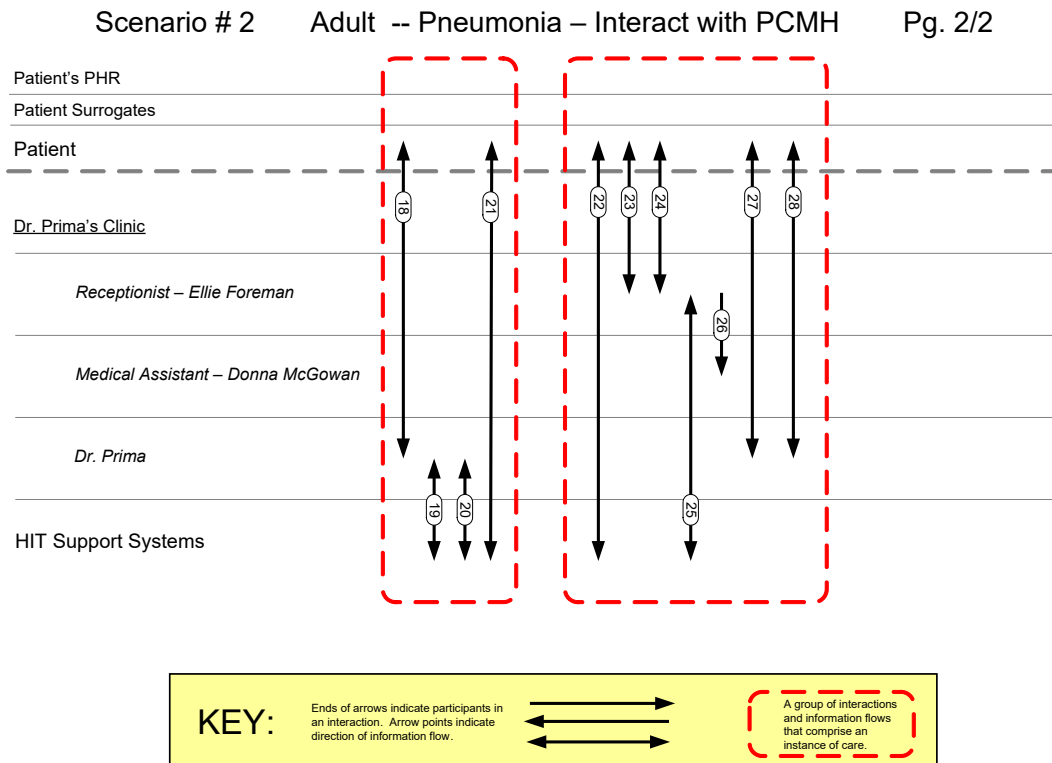 Scenario # 2 Adult -- Pneumonia – Interact with PCMH Pg. 2/2
Patient's PHR
Patient Surrogates
Patient
18
21
22
23
24
27
28
Dr. Prima's Clinic
Receptionist – Ellie Foreman
26
Medical Assistant – Donna McGowan
Dr. Prima
19
20
25
HIT Support Systems
KEY:
Ends of arrows indicate participants in
an interaction. Arrow points indicate
direction of information flow.
A group of interactions
and information flows
that comprise an
instance of care.